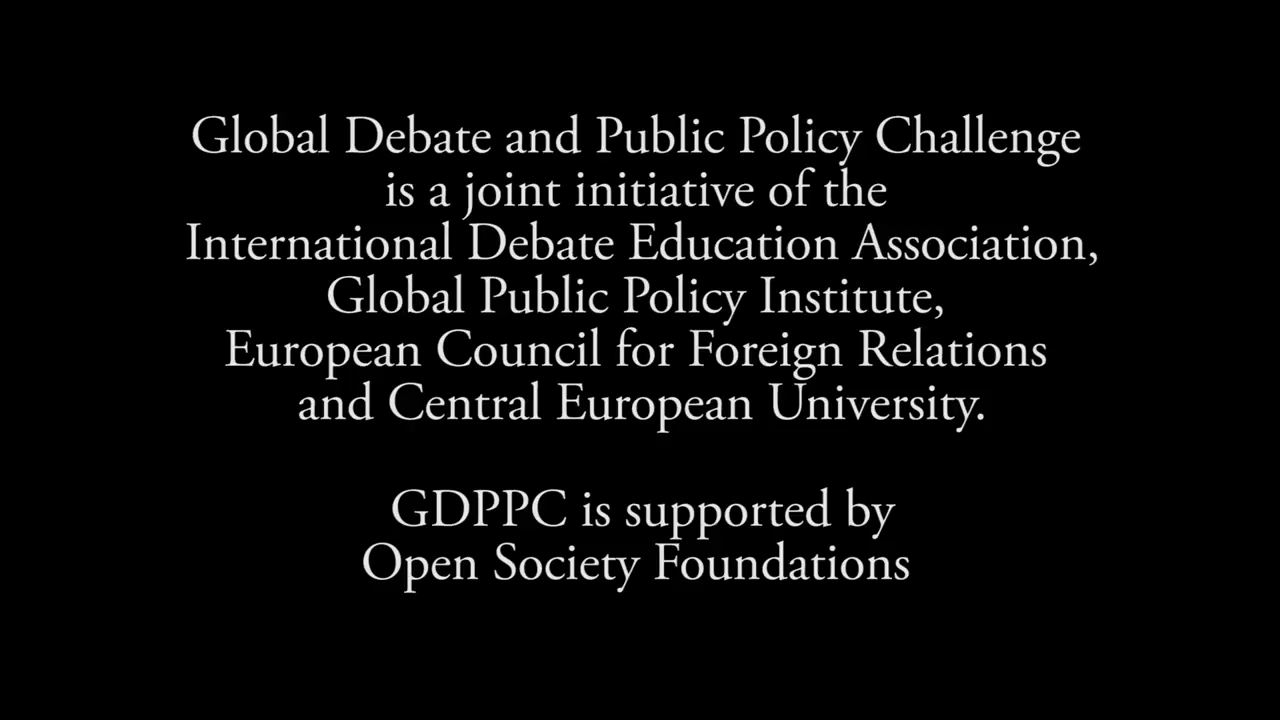 Global Debate and Public Policy Challenge
is a joint initiative of the
International Debate Education Association,
Global Public Policy Institute,
European Council for Foreign Relations
and Central European University.
GDPPC is supported by
Open Society Foundations